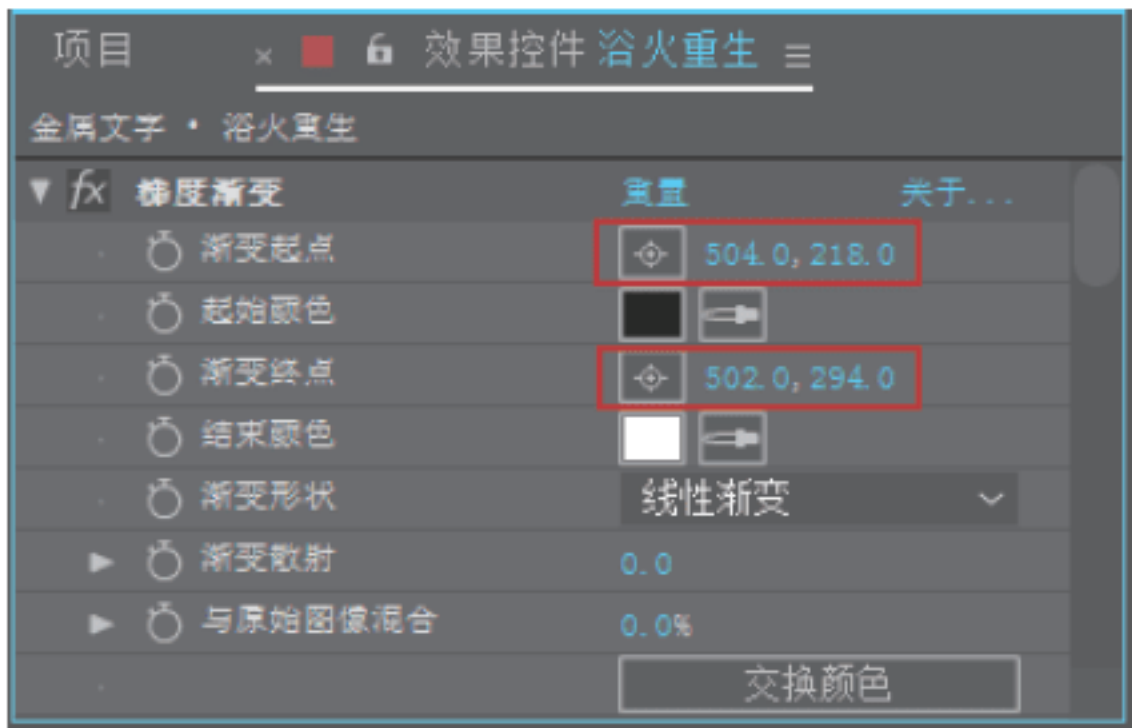 项目 × 效果控件 浴火重生 ≡
金属文字 • 浴火重生
▼ fx 梯度渐变 重置 关于...
渐变起点 504.0,218.0
起始颜色
渐变终点 502.0,294.0
结束颜色
渐变形状 线性渐变
渐变散射 0.0
与原始图像混合 0.0%
交换颜色